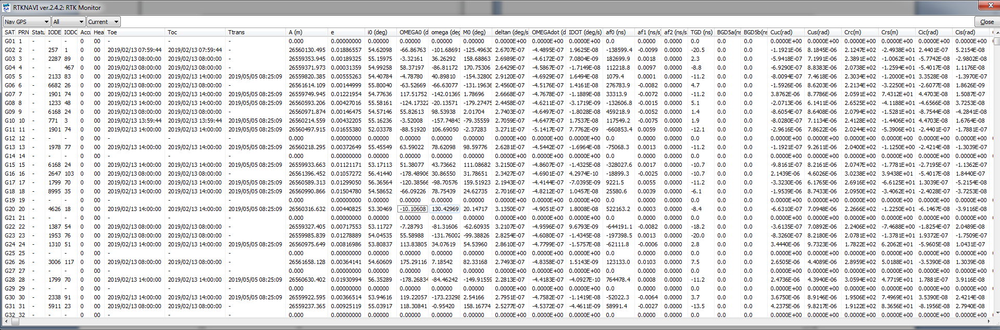 RTKNAVI ver.2.4.2: RTK Monitor
Nav GPS All Current Close
SAT PRN Statu IODE IODC Accu Hea Toe Toc Ttrans A (m) e i0 (deg) OMEGA0 (d omega (deg M0 (deg) deltan (deg/s OMEGAdot (d IDOT (deg/s) af0 (ns) af1 (ns/s) af2 (ns/s TGD (ns) BGD5a(ns BGD5b(ns Cuc(rad) Cus(rad) Crc(m) Crs(m) Cic(rad) Cis(rad)
G01 1 - - - 0 00 - - - 0.000 0.00000000 0.00000 0.00000 0.00000 0.00000 0.0000E+00 0.0000E+00 0.0000E+00 0.0 0.0000 0.0000 0.0 0.0 0.0 0.0000E+00 0.0000E+00 0.0000E+00 0.0000E+00 0.0000E+00 0.0000E+00
G02 2 - 257 1 0 00 2019/02/13 07:59:44 2019/02/13 07:59:44 - 26560130.495 0.01886557 54.62098 -66.86763 -101.68691 -125.49630 2.6707E-07 -4.4895E-07 1.9625E-08 -138599.4 -0.0099 0.0000 -20.5 0.0 0.0 -1.1921E-06 8.1845E-06 2.1247E+02 -2.4938E+01 2.4401E-07 5.2154E-08
G03 3 - 2287 89 0 00 2019/02/13 08:00:00 2019/02/13 08:00:00 - 26559353.945 0.00189325 55.15975 -3.32161 36.26292 158.68863 2.6989E-07 -4.6172E-07 7.0804E-09 182699.9 0.0018 0.0000 2.3 0.0 0.0 -5.9418E-07 7.1991E-06 2.3891E+02 -1.0062E+01 -5.7742E-08 -2.9802E-08
G04 4 - - 467 0 00 2019/02/13 08:00:00 2019/02/13 08:00:00 - 26559371.973 0.00031359 54.99258 58.37197 -86.81172 170.75306 2.6429E-07 -4.5867E-07 -1.7149E-08 112218.8 0.0097 0.0000 -8.8 0.0 0.0 -6.9290E-07 8.8383E-06 2.0738E+02 -1.2594E+01 -5.4017E-08 1.1176E-08
G05 5 - 2133 83 0 00 2019/02/13 14:00:00 2019/02/13 14:00:00 2019/05/05 08:25:09 26559820.385 0.00555263 54.40784 -4.78780 40.89810 -154.32800 2.9120E-07 -4.6929E-07 1.6494E-08 1079.4 0.0001 0.0000 -11.2 0.0 0.0 -8.0094E-07 7.4618E-06 2.3034E+02 -1.2000E+01 3.3528E-08 -1.3970E-07
G06 6 - 6682 26 0 00 2019/02/13 08:00:00 2019/02/13 08:00:00 - 26561614.109 0.00144999 55.80040 -63.52669 -66.63077 -131.19636 2.4560E-07 -4.5176E-07 1.4161E-08 276783.9 -0.0082 0.0000 4.7 0.0 0.0 -1.5926E-06 8.6203E-06 2.2134E+02 -3.2250E+01 -2.6077E-08 1.8626E-09
G07 7 - 1901 74 0 00 2019/02/13 14:00:00 2019/02/13 14:00:00 2019/05/05 08:25:09 26559749.945 0.01221954 54.77636 117.51752 -142.01369 1.78696 2.6668E-07 -4.7678E-07 -1.1889E-08 33313.9 -0.0072 0.0000 -11.2 0.0 0.0 3.8762E-06 8.7786E-06 2.0591E+02 7.4312E+01 4.4703E-08 1.5087E-07
G08 8 - 1233 48 0 00 2019/02/13 14:00:00 2019/02/13 14:00:00 2019/05/05 08:25:09 26560593.206 0.00427016 55.58161 -124.17322 -20.13571 -179.27475 2.4458E-07 -4.6211E-07 -3.1719E-09 -132606.8 -0.0015 0.0000 5.1 0.0 0.0 -2.0713E-06 6.1411E-06 2.6525E+02 -4.1188E+01 -4.6566E-08 3.7253E-08
G09 9 - 6168 24 0 00 2019/02/13 08:00:00 2019/02/13 08:00:00 - 26560971.874 0.00146475 54.57146 55.82613 98.53938 2.01704 2.7403E-07 -4.6497E-07 -1.8028E-08 459218.9 -0.0052 0.0000 1.4 0.0 0.0 -8.6054E-07 8.6408E-06 2.0794E+02 -1.5281E+01 -8.7544E-08 -4.2841E-08
G10 10 - 771 3 0 00 2019/02/13 13:59:44 2019/02/13 13:59:44 - 26560214.559 0.00432205 55.16236 -3.52008 -157.74843 -79.35559 2.7059E-07 -4.6477E-07 1.7537E-08 117549.2 -0.0075 0.0000 1.9 0.0 0.0 -8.0280E-07 7.1134E-06 2.4128E+02 -1.4406E+01 4.4703E-08 1.6764E-08
G11 11 - 1901 74 0 00 2019/02/13 14:00:00 2019/02/13 14:00:00 2019/05/05 08:25:09 26560497.915 0.01655380 52.03378 -88.51920 106.69050 -2.37283 3.2711E-07 -5.1417E-07 7.7762E-09 -660853.4 0.0059 0.0000 -12.1 0.0 0.0 -2.9616E-06 7.8622E-06 2.0244E+02 -5.3906E+01 -2.4401E-07 -1.7881E-07
G12 12 - - - 0 00 - - - 0.000 0.00000000 0.00000 0.00000 0.00000 0.00000 0.0000E+00 0.0000E+00 0.0000E+00 0.0 0.0000 0.0000 0.0 0.0 0.0 0.0000E+00 0.0000E+00 0.0000E+00 0.0000E+00 0.0000E+00 0.0000E+00
G13 13 - 1978 77 0 00 2019/02/13 14:00:00 2019/02/13 14:00:00 2019/05/05 08:25:09 26560218.295 0.00372649 55.45549 63.59022 78.62098 98.59776 2.6281E-07 -4.5442E-07 -1.6964E-08 -75068.3 0.0013 0.0000 -11.2 0.0 0.0 -1.1921E-07 9.2611E-06 2.0400E+02 -1.1250E+00 -2.4214E-08 -1.3039E-07
G14 14 - - - 0 00 - - - 0.000 0.00000000 0.00000 0.00000 0.00000 0.00000 0.0000E+00 0.0000E+00 0.0000E+00 0.0 0.0000 0.0000 0.0 0.0 0.0 0.0000E+00 0.0000E+00 0.0000E+00 0.0000E+00 0.0000E+00 0.0000E+00
G15 15 - 6168 24 0 00 2019/02/13 14:00:00 2019/02/13 14:00:00 2019/05/05 08:25:09 26559933.663 0.01121171 53.17113 51.38077 43.73662 111.08682 3.2150E-07 -4.8607E-07 -1.4325E-08 -328027.6 0.0017 0.0000 -10.7 0.0 0.0 -9.8161E-07 8.2161E-06 2.0747E+02 -1.7781E+01 -2.7195E-07 -1.1362E-07
G16 16 - 2647 103 0 00 2019/02/13 08:00:00 2019/02/13 08:00:00 - 26561396.452 0.01057272 56.41440 -178.48906 30.86550 31.78651 2.3427E-07 -4.6901E-07 4.2974E-10 -18899.3 -0.0025 0.0000 -10.7 0.0 0.0 2.1439E-06 4.6026E-06 3.0238E+02 3.9438E+01 -5.4017E-08 1.8440E-07
G17 17 - 1799 70 0 00 2019/02/13 14:00:00 2019/02/13 14:00:00 2019/05/05 08:25:09 26560589.313 0.01299050 56.36564 -120.38566 -98.70576 159.51923 2.1943E-07 -4.4144E-07 -7.0395E-09 9221.5 0.0055 0.0000 -11.2 0.0 0.0 -3.3230E-06 6.1765E-06 2.6916E+02 -6.6125E+01 1.3039E-07 -5.2154E-08
G18 18 - 8995 35 0 00 2019/02/13 14:00:00 2019/02/13 14:00:00 2019/05/05 08:25:09 26560990.866 0.01504780 54.58652 -66.09226 78.75439 24.62735 2.7016E-07 -4.8212E-07 1.0457E-08 25580.6 0.0039 0.0000 -6.1 0.0 0.0 -1.9539E-06 8.7433E-06 2.0950E+02 -3.4062E+01 -2.4028E-07 -3.7253E-08
G19 19 - - - 0 00 - - - 0.000 0.00000000 0.00000 0.00000 0.00000 0.00000 0.0000E+00 0.0000E+00 0.0000E+00 0.0 0.0000 0.0000 0.0 0.0 0.0 0.0000E+00 0.0000E+00 0.0000E+00 0.0000E+00 0.0000E+00 0.0000E+00
G20 20 - 4626 18 0 00 2019/02/13 14:00:00 2019/02/13 14:00:00 2019/05/05 08:25:09 26560316.632 0.00440825 53.30469 -10.10608 130.42969 20.14717 3.1350E-07 -4.9051E-07 1.8008E-08 522163.2 0.0003 0.0000 -8.4 0.0 0.0 -6.6310E-07 7.0948E-06 2.2666E+02 -1.2250E+01 -6.1467E-08 -3.9116E-08
G21 21 - - - 0 00 - - - 0.000 0.00000000 0.00000 0.00000 0.00000 0.00000 0.0000E+00 0.0000E+00 0.0000E+00 0.0 0.0000 0.0000 0.0 0.0 0.0 0.0000E+00 0.0000E+00 0.0000E+00 0.0000E+00 0.0000E+00 0.0000E+00
G22 22 - 1387 54 0 00 2019/02/13 08:00:00 2019/02/13 08:00:00 - 26559327.405 0.00717553 53.11727 -7.28793 -81.31606 -62.60935 3.2107E-07 -4.9596E-07 9.6793E-09 -644191.1 -0.0082 0.0000 -18.2 0.0 0.0 -3.6135E-07 7.0892E-06 2.2406E+02 -7.4688E+00 -1.8254E-07 2.0489E-08
G23 23 - 1953 76 0 00 2019/02/13 08:00:00 2019/02/13 08:00:00 - 26559985.839 0.01278889 54.04535 55.58988 -131.76002 -99.38826 2.8254E-07 -4.6080E-07 -1.4345E-08 -197398.5 0.0013 0.0000 -20.0 0.0 0.0 -8.3260E-07 8.2180E-06 2.0781E+02 -1.3781E+01 1.9372E-07 -1.7509E-07
G24 24 - 1310 51 0 00 2019/02/13 14:00:00 2019/02/13 14:00:00 2019/05/05 08:25:09 26560975.649 0.00816986 53.80837 113.83805 34.07619 54.53960 2.8610E-07 -4.7799E-07 -1.5757E-08 -62111.8 -0.0006 0.0000 2.8 0.0 0.0 3.4440E-06 9.7323E-06 1.7822E+02 6.2062E+01 -5.9605E-08 1.0431E-07
G25 25 - - - 0 00 - - - 0.000 0.00000000 0.00000 0.00000 0.00000 0.00000 0.0000E+00 0.0000E+00 0.0000E+00 0.0 0.0000 0.0000 0.0 0.0 0.0 0.0000E+00 0.0000E+00 0.0000E+00 0.0000E+00 0.0000E+00 0.0000E+00
G26 26 - 3006 117 0 00 2019/02/13 08:00:00 2019/02/13 08:00:00 - 26561658.128 0.00364141 54.60609 175.29116 7.18542 82.33168 2.7493E-07 -4.8358E-07 1.5143E-09 123133.0 0.0103 0.0000 7.5 0.0 0.0 2.6505E-06 4.4089E-06 2.8959E+02 5.0188E+01 -3.5390E-08 1.3039E-08
G27 27 - - - 0 00 - - - 0.000 0.00000000 0.00000 0.00000 0.00000 0.00000 0.0000E+00 0.0000E+00 0.0000E+00 0.0 0.0000 0.0000 0.0 0.0 0.0 0.0000E+00 0.0000E+00 0.0000E+00 0.0000E+00 0.0000E+00 0.0000E+00
G28 28 - 1799 70 0 00 2019/02/13 14:00:00 2019/02/13 14:00:00 2019/05/05 08:25:09 26560630.402 0.01930994 56.35289 -178.26834 -84.46242 -149.91559 2.2813E-07 -4.4183E-07 -4.0927E-10 764478.4 0.0008 0.0000 -11.2 0.0 0.0 2.4736E-06 4.3940E-06 3.0594E+02 4.7719E+01 1.7881E-07 3.9116E-08
G29 29 - - - 0 00 - - - 0.000 0.00000000 0.00000 0.00000 0.00000 0.00000 0.0000E+00 0.0000E+00 0.0000E+00 0.0 0.0000 0.0000 0.0 0.0 0.0 0.0000E+00 0.0000E+00 0.0000E+00 0.0000E+00 0.0000E+00 0.0000E+00
G30 30 - 2338 91 0 00 2019/02/13 14:00:00 2019/02/13 14:00:00 2019/05/05 08:25:09 26559922.595 0.00366514 53.94616 119.22057 -173.23298 2.54166 2.7951E-07 -4.7582E-07 -1.1419E-08 -52022.3 -0.0064 0.0000 3.7 0.0 0.0 3.6750E-06 8.9146E-06 1.9506E+02 7.4969E+01 3.5390E-08 2.4214E-08
G31 31 - 5911 23 0 00 2019/02/13 08:00:00 2019/02/13 08:00:00 - 26559237.365 0.00925119 55.03917 118.30841 -0.95420 158.16774 2.5277E-07 -4.5372E-07 -4.4611E-09 58991.4 -0.0027 0.0000 -13.5 0.0 0.0 4.2375E-06 9.8217E-06 1.9122E+02 8.3656E+01 -8.1956E-08 2.7940E-08
G32 32 - - - 0 00 - - - 0.000 0.00000000 0.00000 0.00000 0.00000 0.00000 0.0000E+00 0.0000E+00 0.0000E+00 0.0 0.0000 0.0000 0.0 0.0 0.0 0.0000E+00 0.0000E+00 0.0000E+00 0.0000E+00 0.0000E+00 0.0000E+00